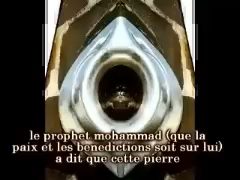 le prophet mohammad (que la
paix et les benedictions soit sur lui)
a dit que cette pierre